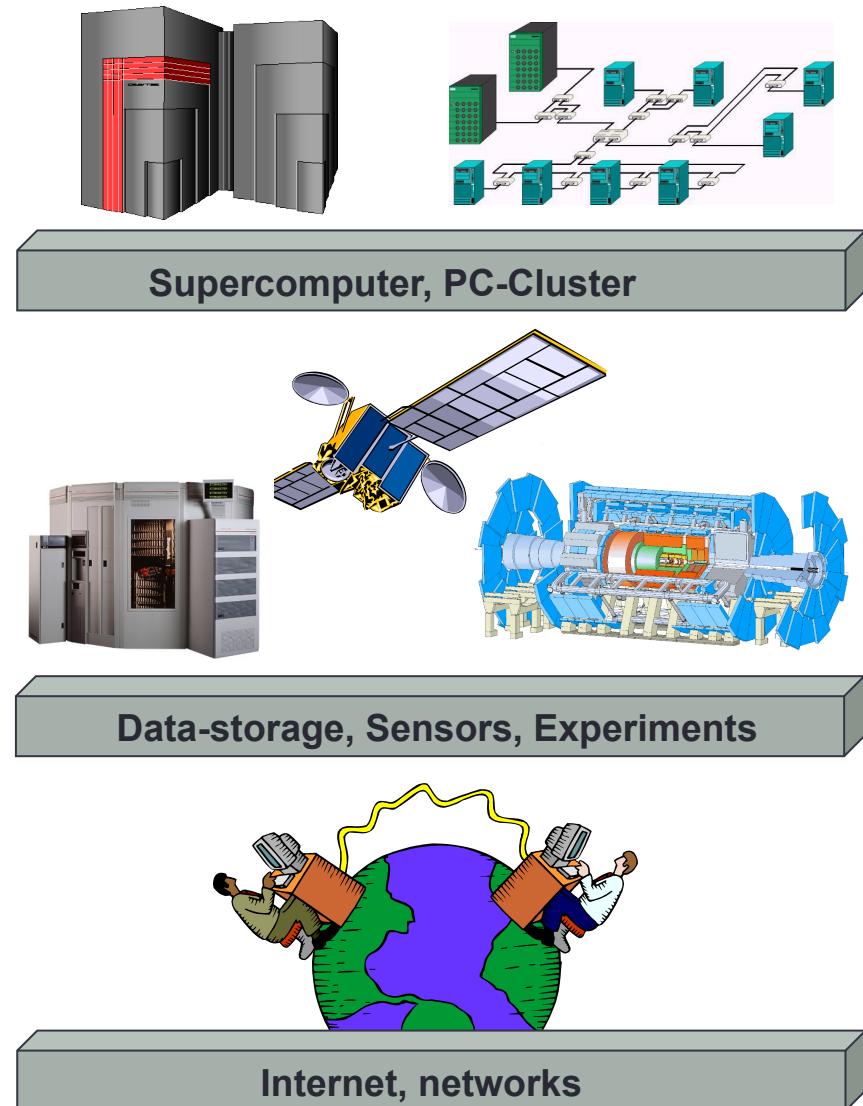 Supercomputer, PC-Cluster
Data-storage, Sensors, Experiments
Internet, networks